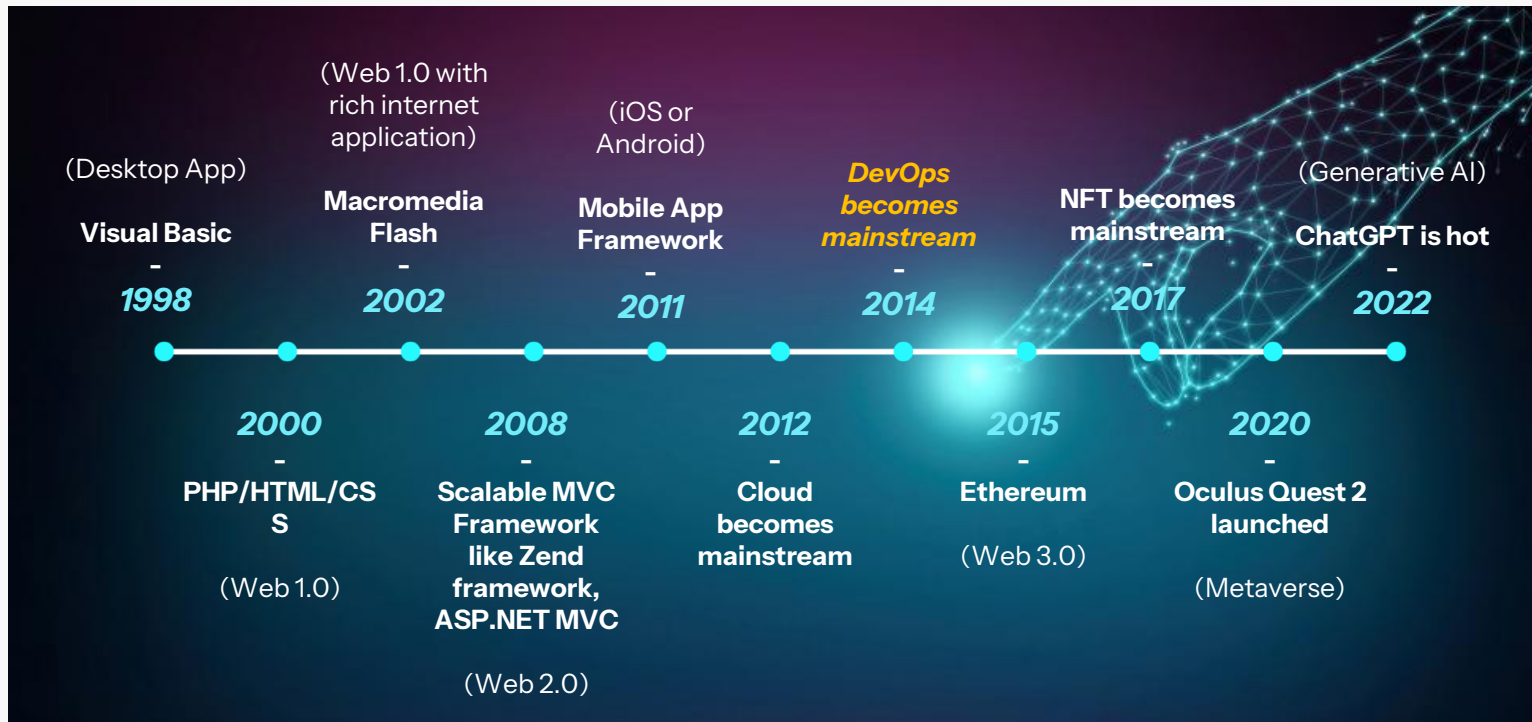 (Desktop App)
Visual Basic
-
1998
2000
-
PHP/HTML/CS
S
(Web 1.0)
(Web 1.0 with
rich internet
application)
Macromedia
Flash
-
2002
2008
-
Scalable MVC
Framework
like Zend
framework,
ASP.NET MVC
(Web 2.0)
(iOS or
Android)
Mobile App
Framework
-
2011
2012
-
Cloud
becomes
mainstream
DevOps
becomes
mainstream
-
2014
2015
-
Ethereum
(Web 3.0)
NFT becomes
mainstream
-
2017
2020
-
Oculus Quest 2
launched
(Metaverse)
(Generative AI)
ChatGPT is hot
-
2022